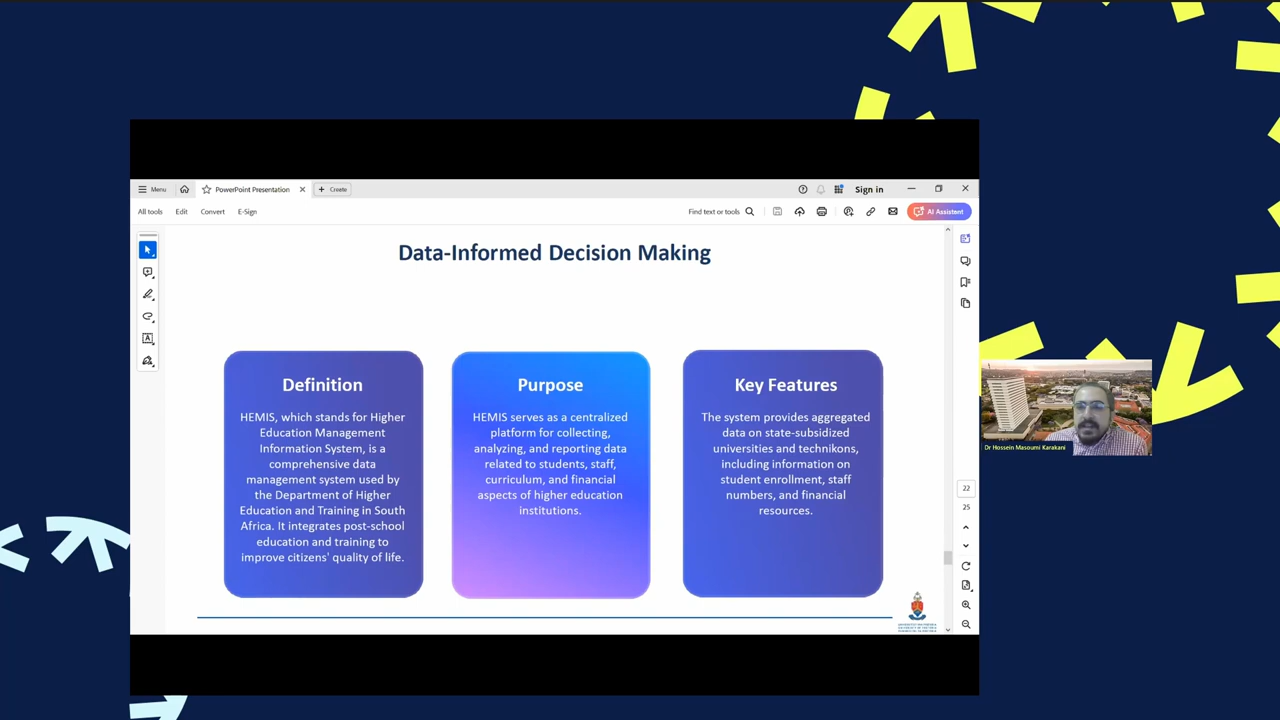 Menu
PowerPoint Presentation
Create
Sign in
All tools
Edit
Convert
E-Sign
Find text or tools
AI Assistant
Data-Informed Decision Making
Definition
HEMIS, which stands for Higher
Education Management
Information System, is a
comprehensive data
management system used by
the Department of Higher
Education and Training in South
Africa. It integrates post-school
education and training to
improve citizens' quality of life.
Purpose
HEMIS serves as a centralized
platform for collecting,
analyzing, and reporting data
related to students, staff,
curriculum, and financial
aspects of higher education
institutions.
Key Features
The system provides aggregated
data on state-subsidized
universities and technikons,
including information on
student enrollment, staff
numbers, and financial
resources.
22
25
Dr Hossein Masoumi Karakani